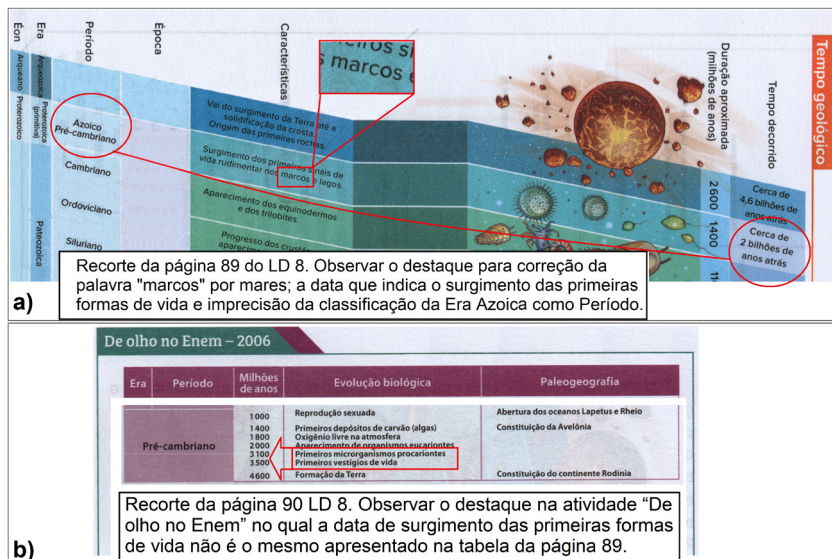 Tempo geológico
Éon
Era
Período
Época
Características
Duração aproximada
(milhões de anos)
Tempo decorrido
eiros si
s marcos e
Arqueano
Arqueozoica
Proterozoico
Proterozoica
(primitiva)
Azoico
Pré-cambriano
Vai do surgimento da Terra até a
solidificação da crosta.
Origem das primeiras rochas.
2 600
Cerca de
4,6 bilhões de
anos atrás
Cambriano
Surgimento dos primeiros sinais de
vida rudimentar nos marcos e lagos.
1400
Cerca de
2 bilhões de
anos atrás
Paleozoica
Ordoviciano
Aparecimento dos equinodermos
e dos trilobites.
Siluriano
Progresso dos crustá
aparecime
Recorte da página 89 do LD 8. Observar o destaque para correção da
palavra "marcos" por mares; a data que indica o surgimento das primeiras
formas de vida e imprecisão da classificação da Era Azoica como Período.
a)
De olho no Enem – 2006
Era Período Milhões de anos Evolução biológica Paleogeografia
Pré-cambriano
1000 Reprodução sexuada Abertura dos oceanos Lapetus e Rheio
1400 Primeiros depósitos de carvão (algas) Constituição da Avelônia
1800 Oxigênio livre na atmosfera
2000 Aparecimento de organismos eucariontes
3100 Primeiros microrganismos procariontes
3500 Primeiros vestígios de vida
4600 Formação da Terra Constituição do continente Rodínia
Recorte da página 90 LD 8. Observar o destaque na atividade “De
olho no Enem” no qual a data de surgimento das primeiras formas
de vida não é o mesmo apresentado na tabela da página 89.
b)